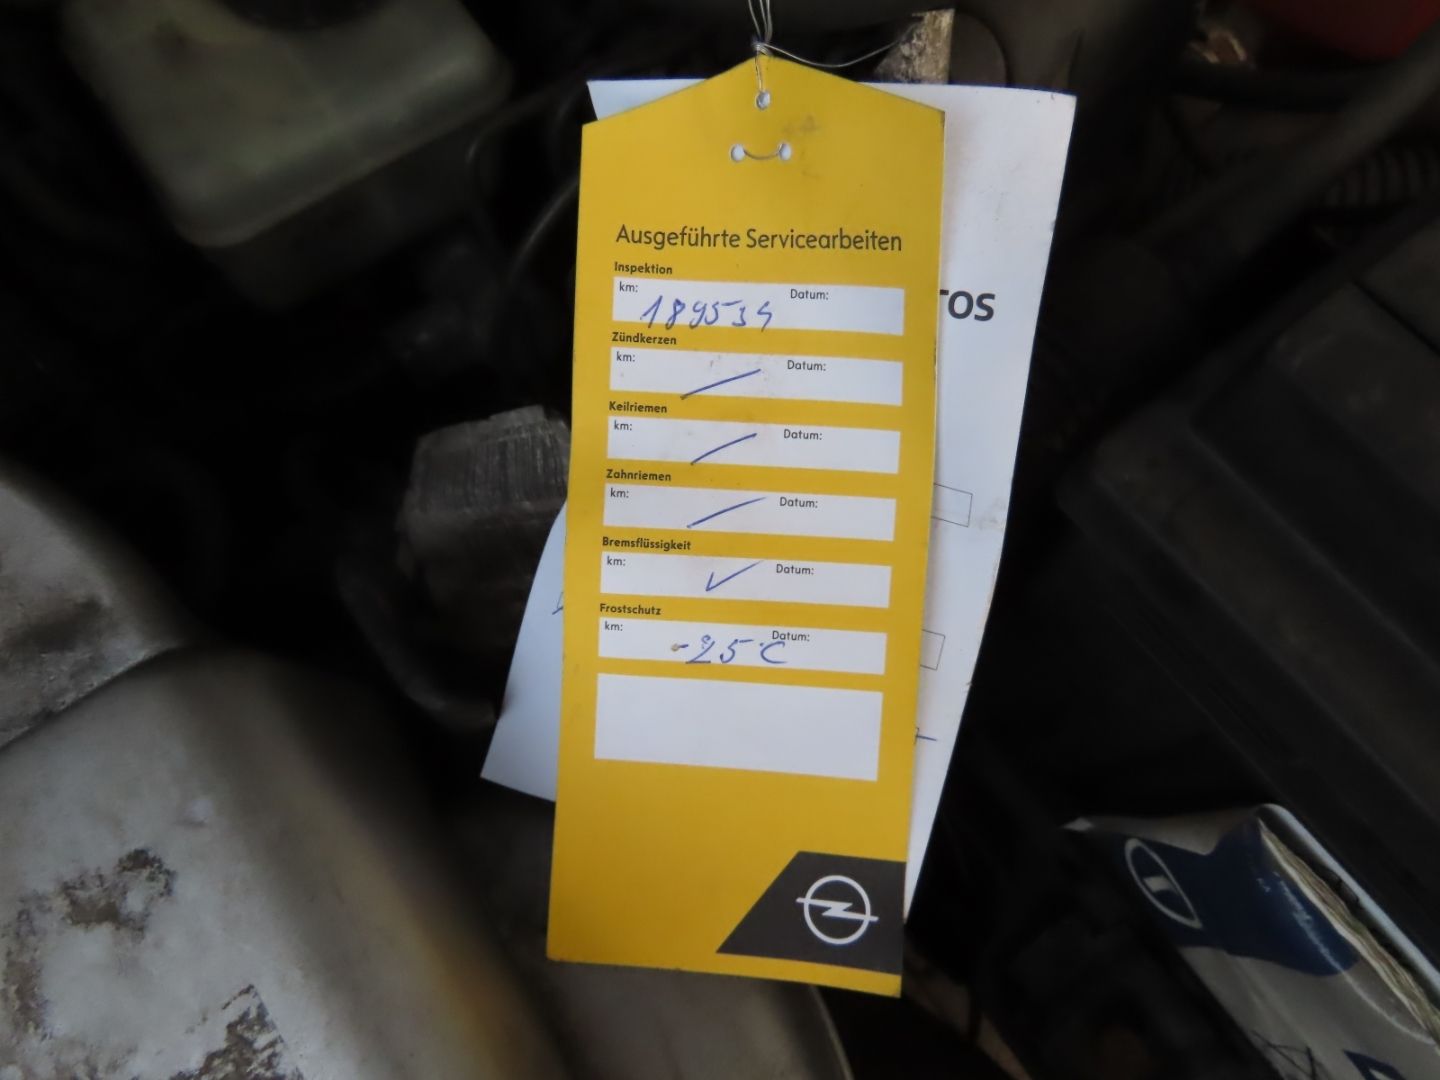 Ausgeführte Servicearbeiten
Inspektion
km: 189534 Datum:
Zündkerzen
km: Datum:
Keilriemen
km: Datum:
Zahnriemen
km: Datum:
Bremsflüssigkeit
km: ✓ Datum:
Frostschutz
km: -25°C Datum:
TOS